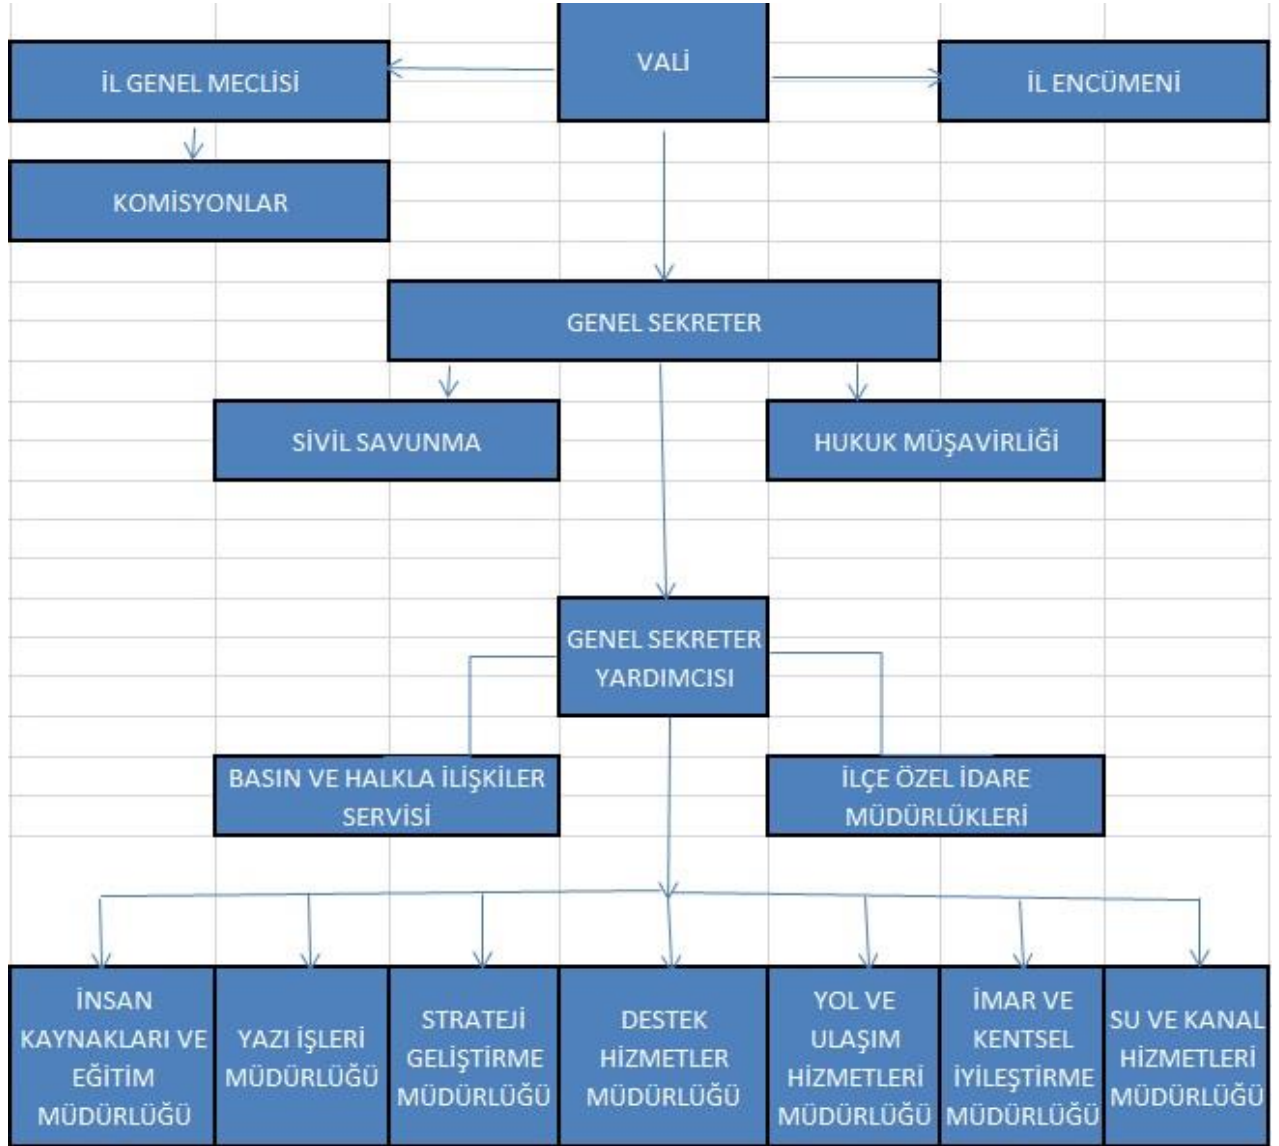 VALİ
İL GENEL MECLİSİ
İL ENCÜMENİ
KOMİSYONLAR
GENEL SEKRETER
SİVİL SAVUNMA
HUKUK MÜŞAVİRLİĞİ
GENEL SEKRETER
YARDIMCISI
BASIN VE HALKLA İLİŞKİLER
SERVİSİ
İLÇE ÖZEL İDARE
MÜDÜRLÜKLERİ
İNSAN
KAYNAKLARI VE
EĞİTİM
MÜDÜRLÜĞÜ
YAZI İŞLERİ
MÜDÜRLÜĞÜ
STRATEJİ
GELİŞTİRME
MÜDÜRLÜĞÜ
DESTEK
HİZMETLER
MÜDÜRLÜĞÜ
YOL VE
ULAŞIM
HİZMETLERİ
MÜDÜRLÜĞÜ
İMAR VE
KENTSEL
İYİLEŞTİRME
MÜDÜRLÜĞÜ
SU VE KANAL
HİZMETLERİ
MÜDÜRLÜĞÜ